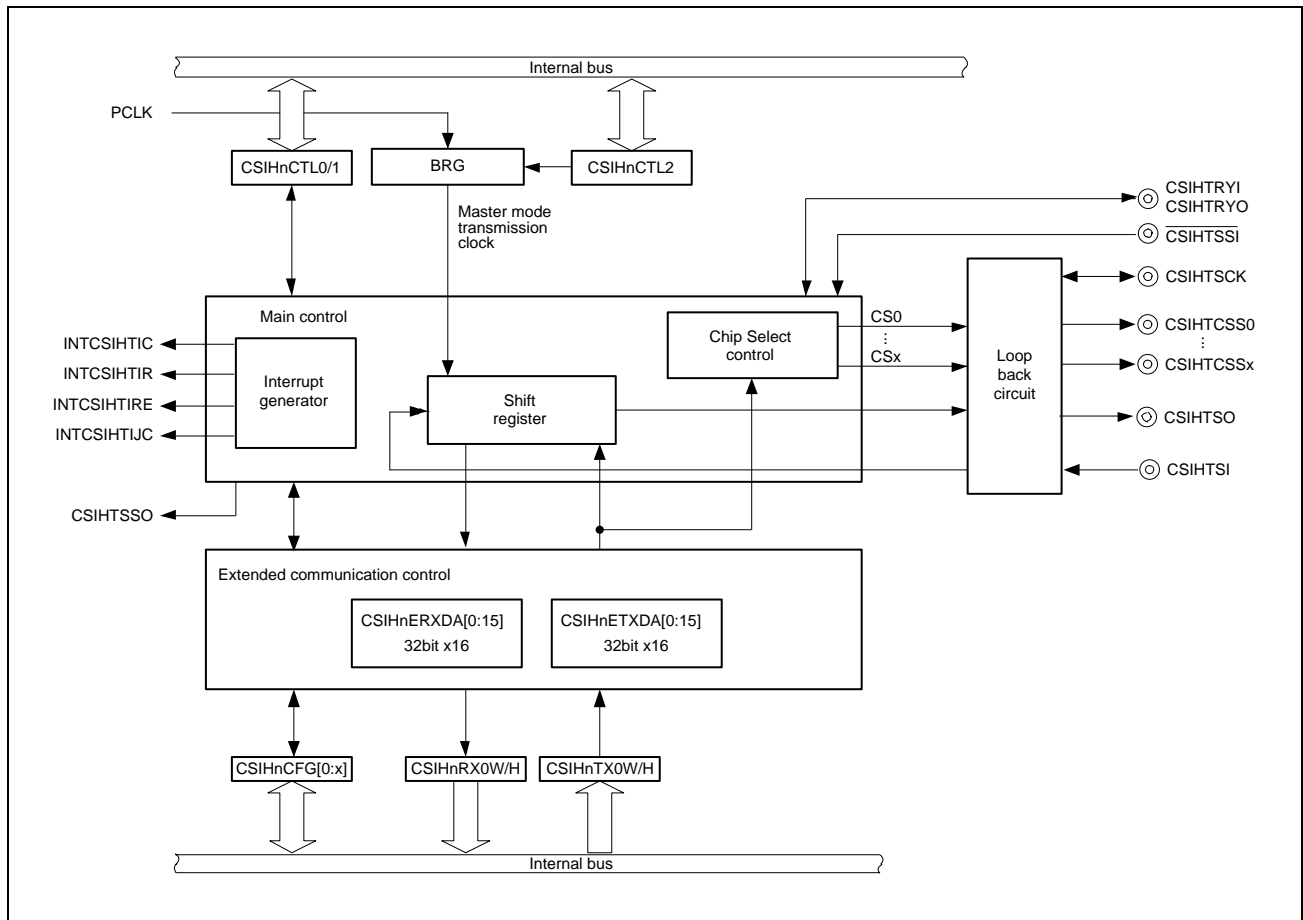 Internal bus
PCLK
CSIHnCTL0/1
BRG
CSIHnCTL2
Master mode
transmission
clock
CSIHTRYI
CSIHTRYO
CSIHTSSI
CSIHTSCK
Main control
INTCSIHTIC
INTCSIHTIR
INTCSIHTIRE
INTCSIHTIJC
Interrupt
generator
Shift
register
Chip Select
control
CS0
⋮
CSx
Loop
back
circuit
CSIHTCSS0
⋮
CSIHTCSSx
CSIHTSO
CSIHTSI
CSIHTSSO
Extended communication control
CSIHnERXDA[0:15]
32bit x16
CSIHnETXDA[0:15]
32bit x16
CSIHnCFG[0:x]
CSIHnRX0W/H
CSIHnTX0W/H
Internal bus